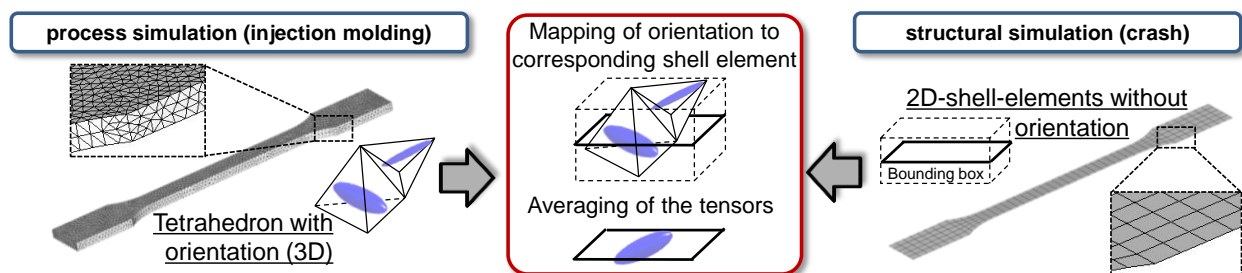 process simulation (injection molding)
Tetrahedron with
orientation (3D)
Mapping of orientation to
corresponding shell element
Averaging of the tensors
structural simulation (crash)
2D-shell-elements without
orientation
Bounding box